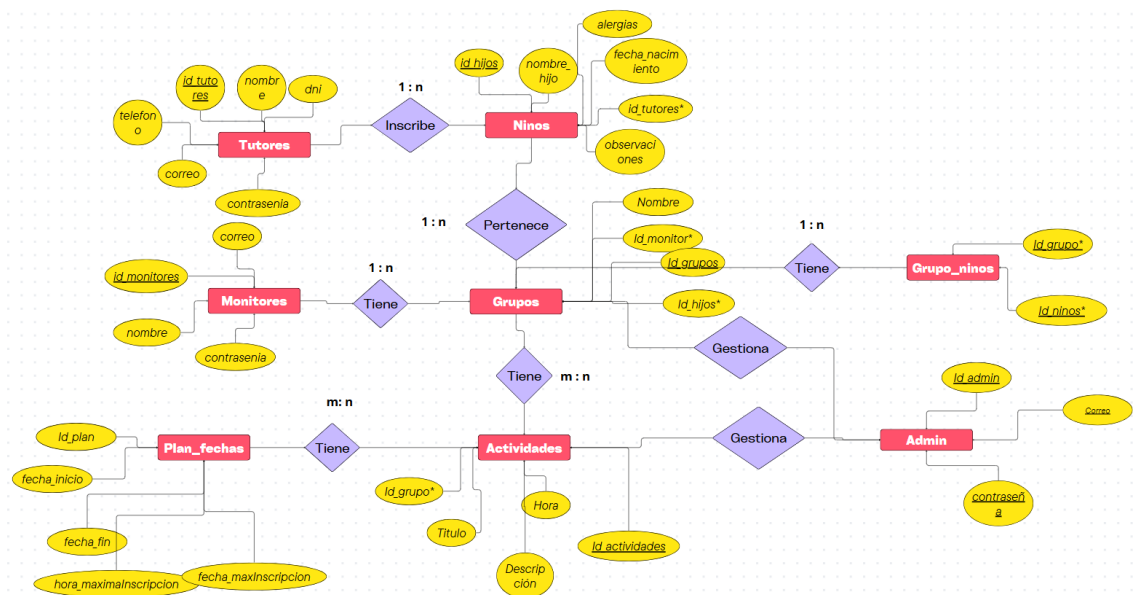 alergias
id_hijos
nombre_
hijo
fecha_nacim
iento
1 : n
id_tuto
res
nombr
e
dni
telefon
o
Inscribe
Ninos
id_tutores*
Tutores
correo
observaci
ones
contrasenia
Nombre
1 : n
Pertenece
1 : n
correo
Id_monitor*
Id_grupo*
Id_grupos
id_monitores
1 : n
Tiene
Grupo_ninos
Monitores
Tiene
Grupos
Id_hijos*
Id_ninos*
nombre
contrasenia
Gestiona
Tiene
m : n
Id_admin
m: n
Correo
Id_plan
Plan_fechas
Tiene
Actividades
Gestiona
Admin
fecha_inicio
Id_grupo*
Hora
contraseñ
a
Titulo
fecha_fin
Id_actividades
Descrip
ción
hora_maximaInscripcion
fecha_maxInscripcion